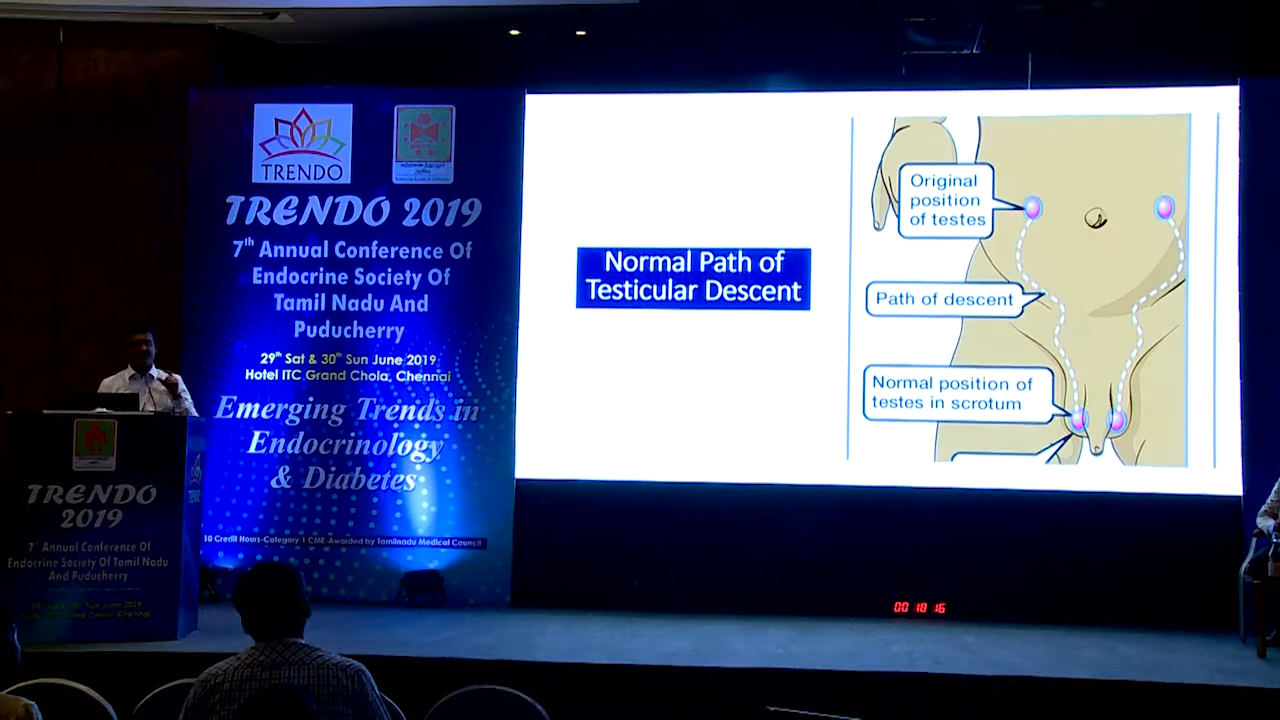 TRENDO
TRENDO 2019
7th Annual Conference Of
Endocrine Society Of
Tamil Nadu And
Puducherry
29th Sat & 30th Sun June 2019
Hotel ITC Grand Chola, Chennai
Emerging Trends in
Endocrinology
& Diabetes
10 Credit Hours-Category 1 CME-Awarded by Tamilnadu Medical Council
Normal Path of
Testicular Descent
Original
position
of testes
Path of descent
Normal position of
testes in scrotum
TRENDO
2019
7th Annual Conference Of
Endocrine Society Of Tamil Nadu
And Puducherry
00 18 16